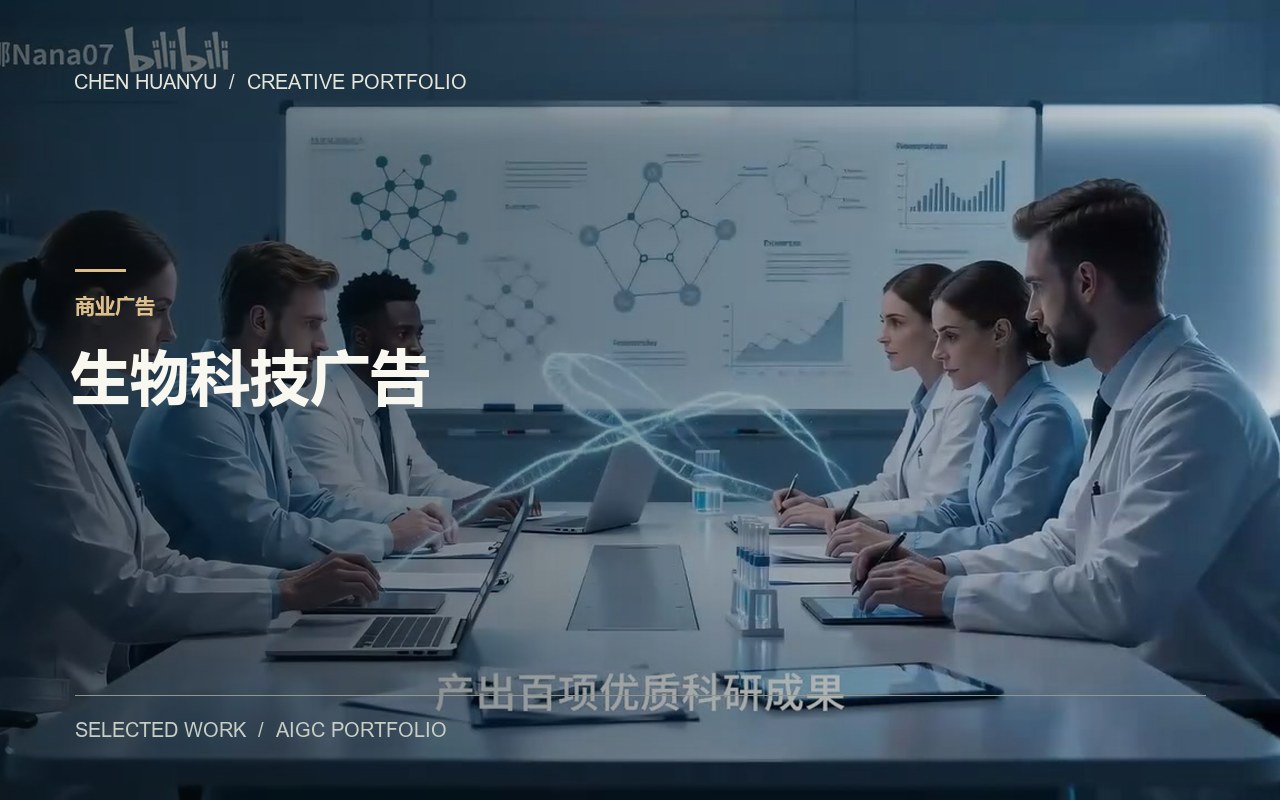 Nana07 bilibili
CHEN HUANYU / CREATIVE PORTFOLIO
商业广告
生物科技广告
产出百项优质科研成果
SELECTED WORK / AIGC PORTFOLIO